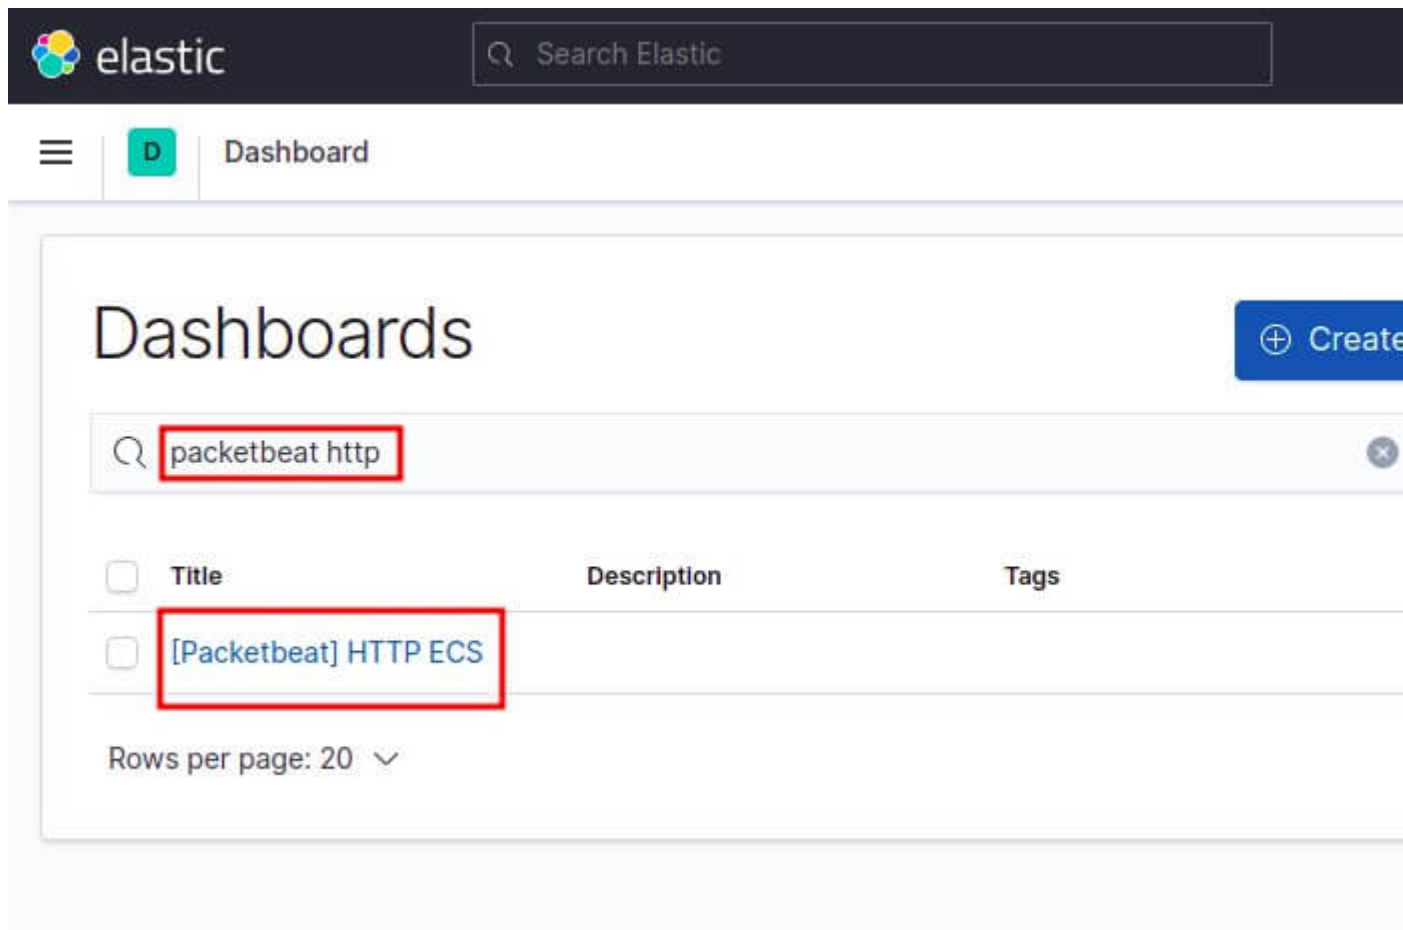 elastic
Search Elastic
D
Dashboard
Dashboards
Create
packetbeat http
Title Description Tags
[Packetbeat] HTTP ECS
Rows per page: 20